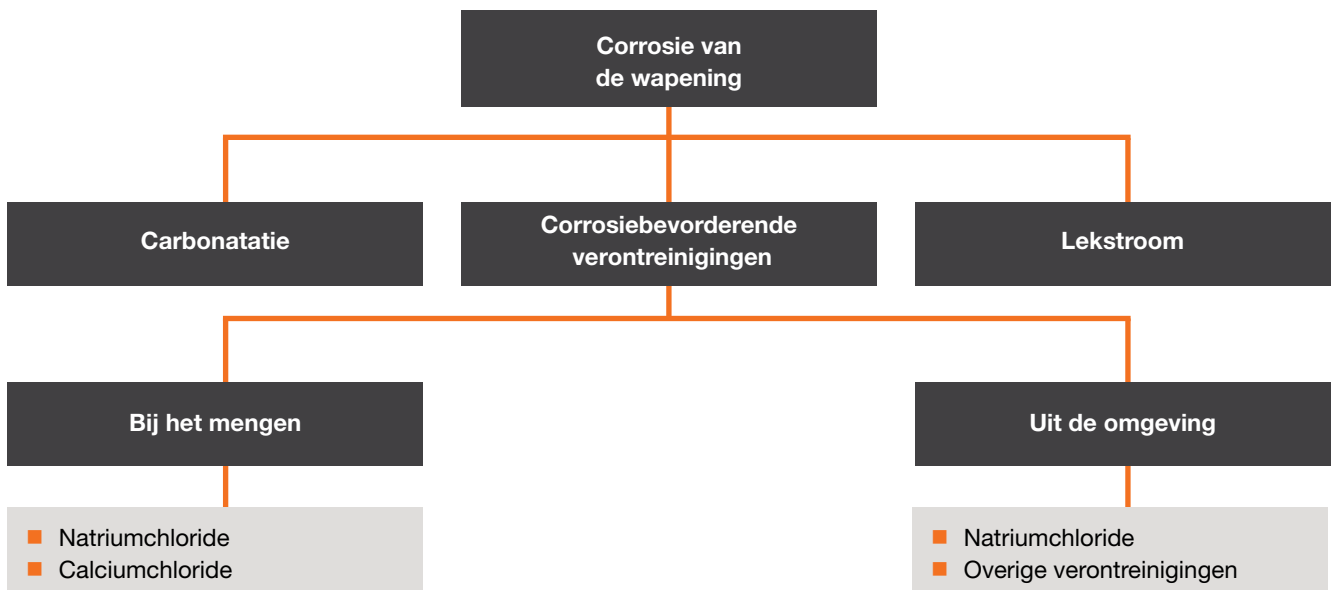 Corrosie van
de wapening
Carbonatatie
Corrosiebevorderende
verontreinigingen
Lekstroom
Bij het mengen
Uit de omgeving
Natriumchloride
Calciumchloride
Natriumchloride
Overige verontreinigingen